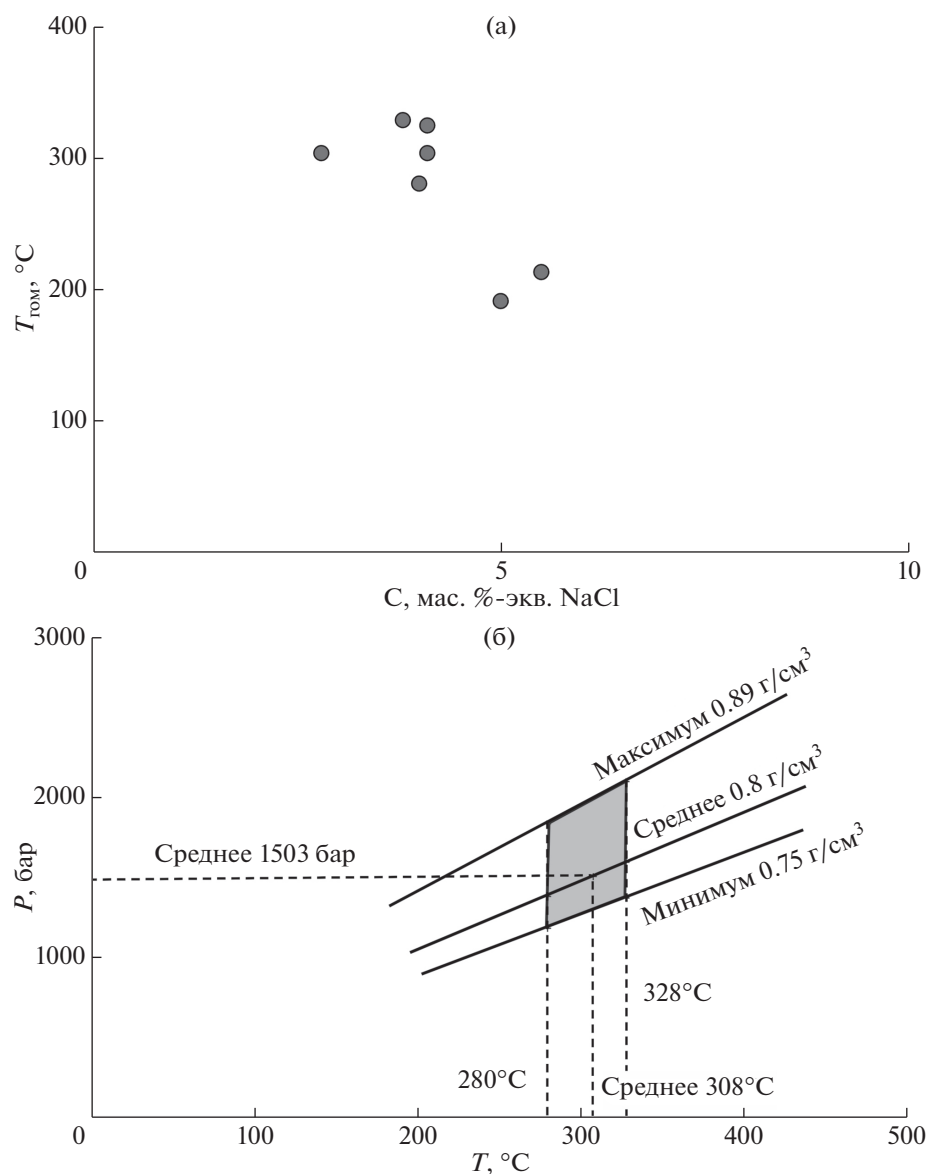 (а)
400
300
200
100
0
5
10
T гом, °C
С, мас. %-экв. NaCl
(б)
3000
2000
1000
0
100
200
300
400
500
P, бар
T, °C
Максимум 0.89 г/см³
Среднее 0.8 г/см³
Минимум 0.75 г/см³
Среднее 1503 бар
328°C
280°C
Среднее 308°C